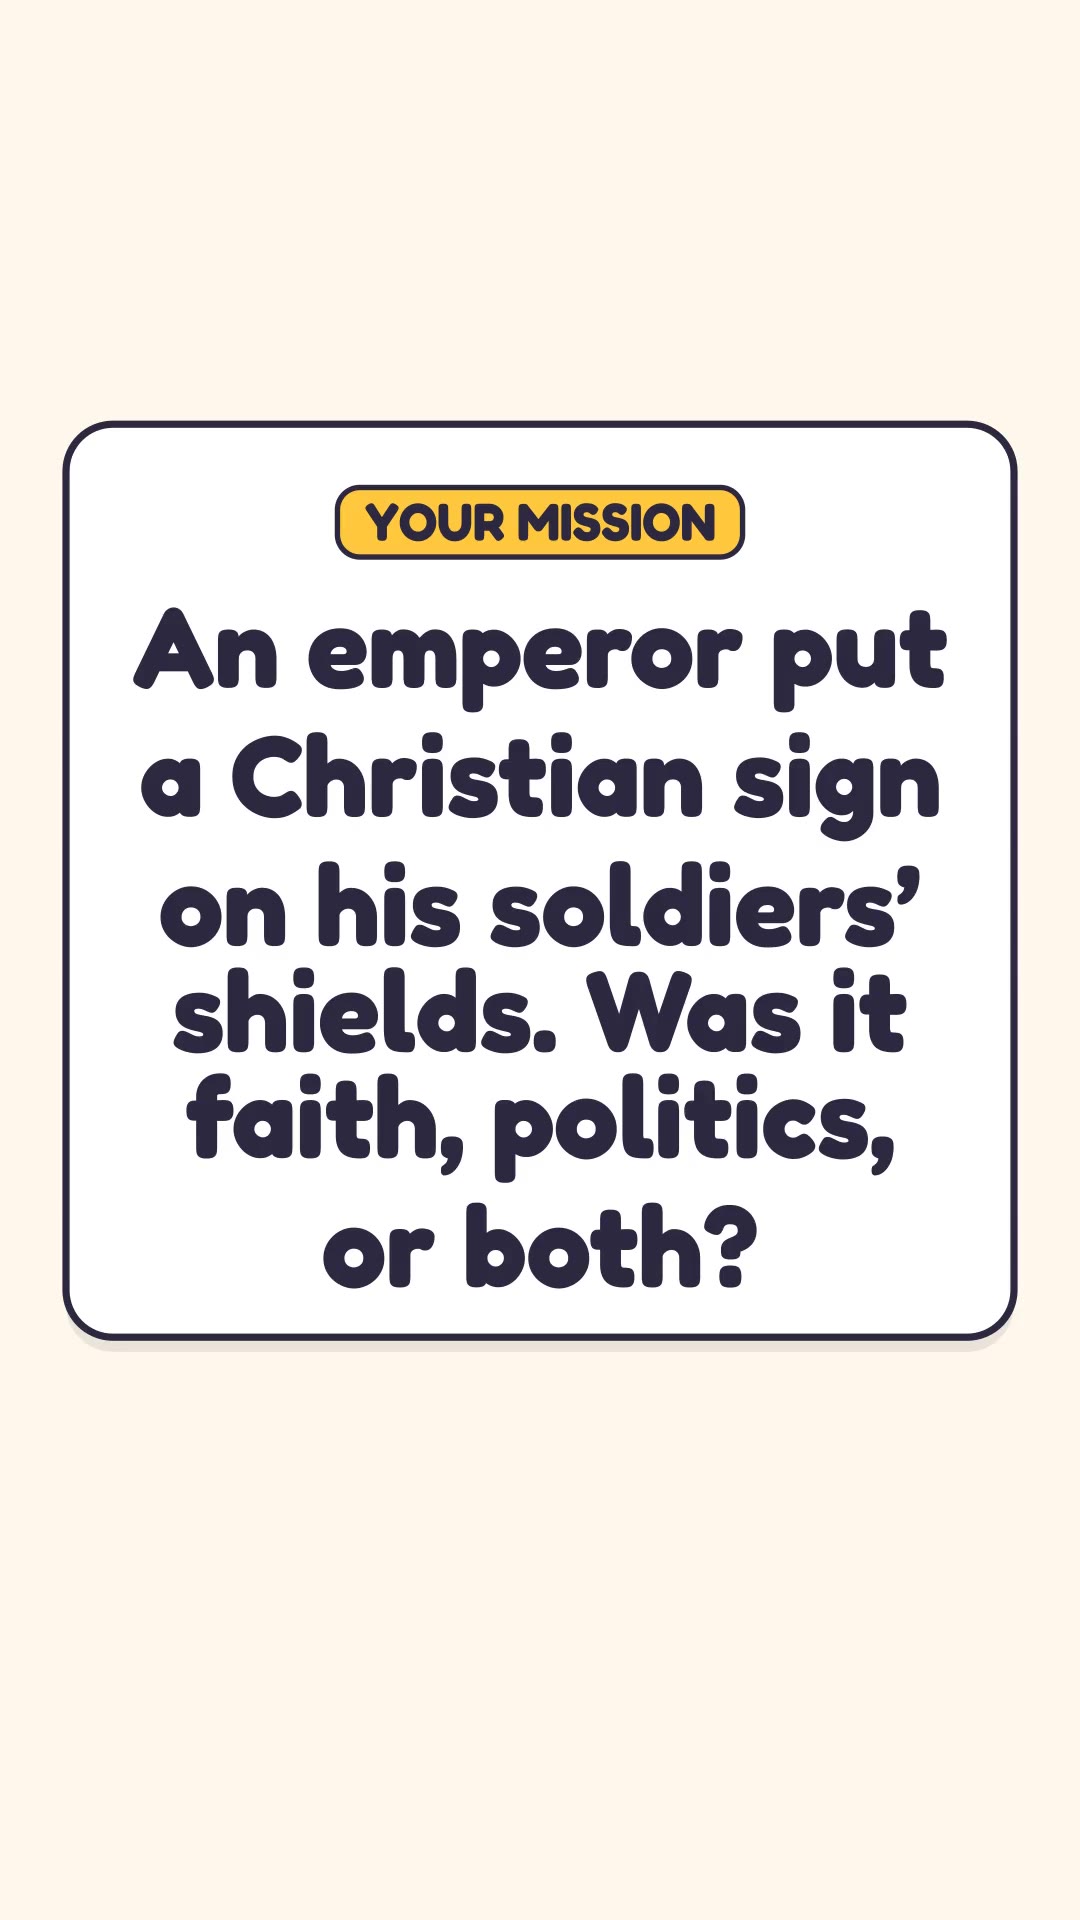 YOUR MISSION
An emperor put
a Christian sign
on his soldiers’
shields. Was it
faith, politics,
or both?